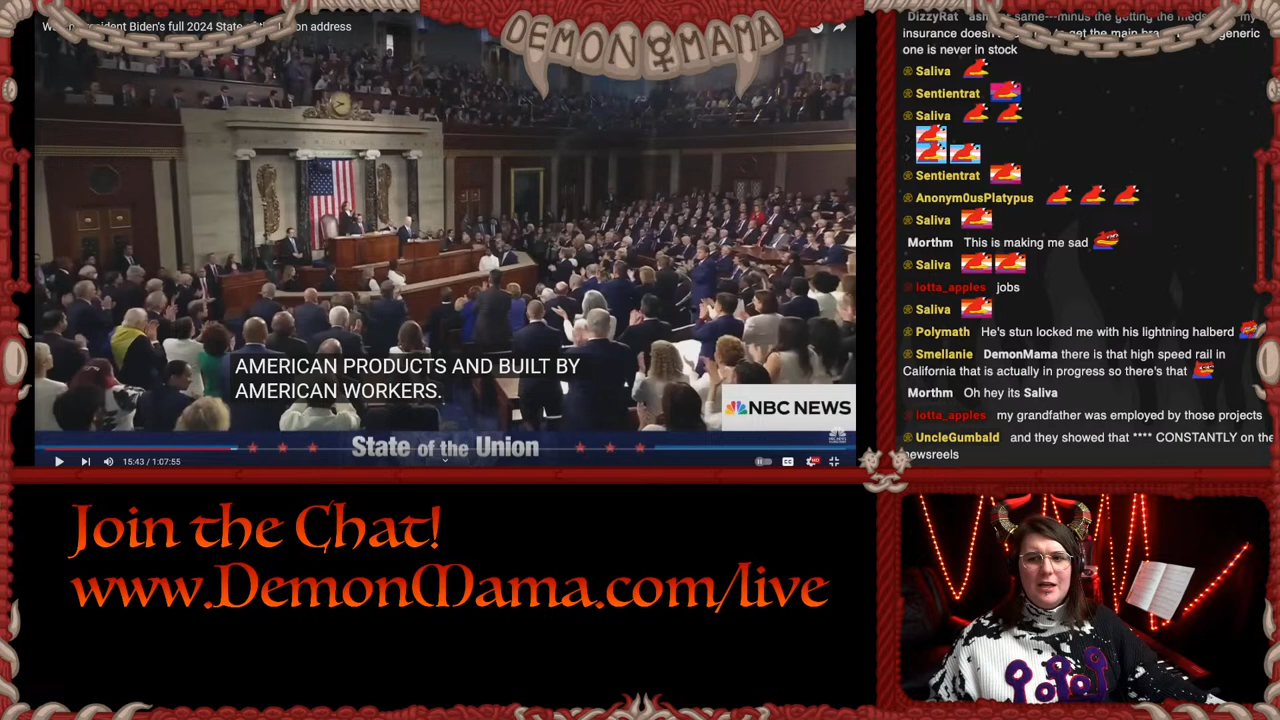 President Biden's full 2024 State
on address
DEMON MAMA
AMERICAN PRODUCTS AND BUILT BY
AMERICAN WORKERS.
NBC NEWS
State of the Union
15:43 / 1:07:55
DizzyRat
same---minus the getting the meds
my
insurance
get the main
generic
one is never in stock
Saliva
Sentientrat
Saliva
Sentientrat
Anonym0usPlatypus
Saliva
Morthm This is making me sad
Saliva
lotta_apples jobs
Saliva
Polymath He's stun locked me with his lightning halberd
Smellanie DemonMama there is that high speed rail in
California that is actually in progress so there's that
Morthm Oh hey its Saliva
lotta_apples my grandfather was employed by those projects
UncleGumbald and they showed that **** CONSTANTLY on the
newsreels
Join the Chat!
www.DemonMama.com/live